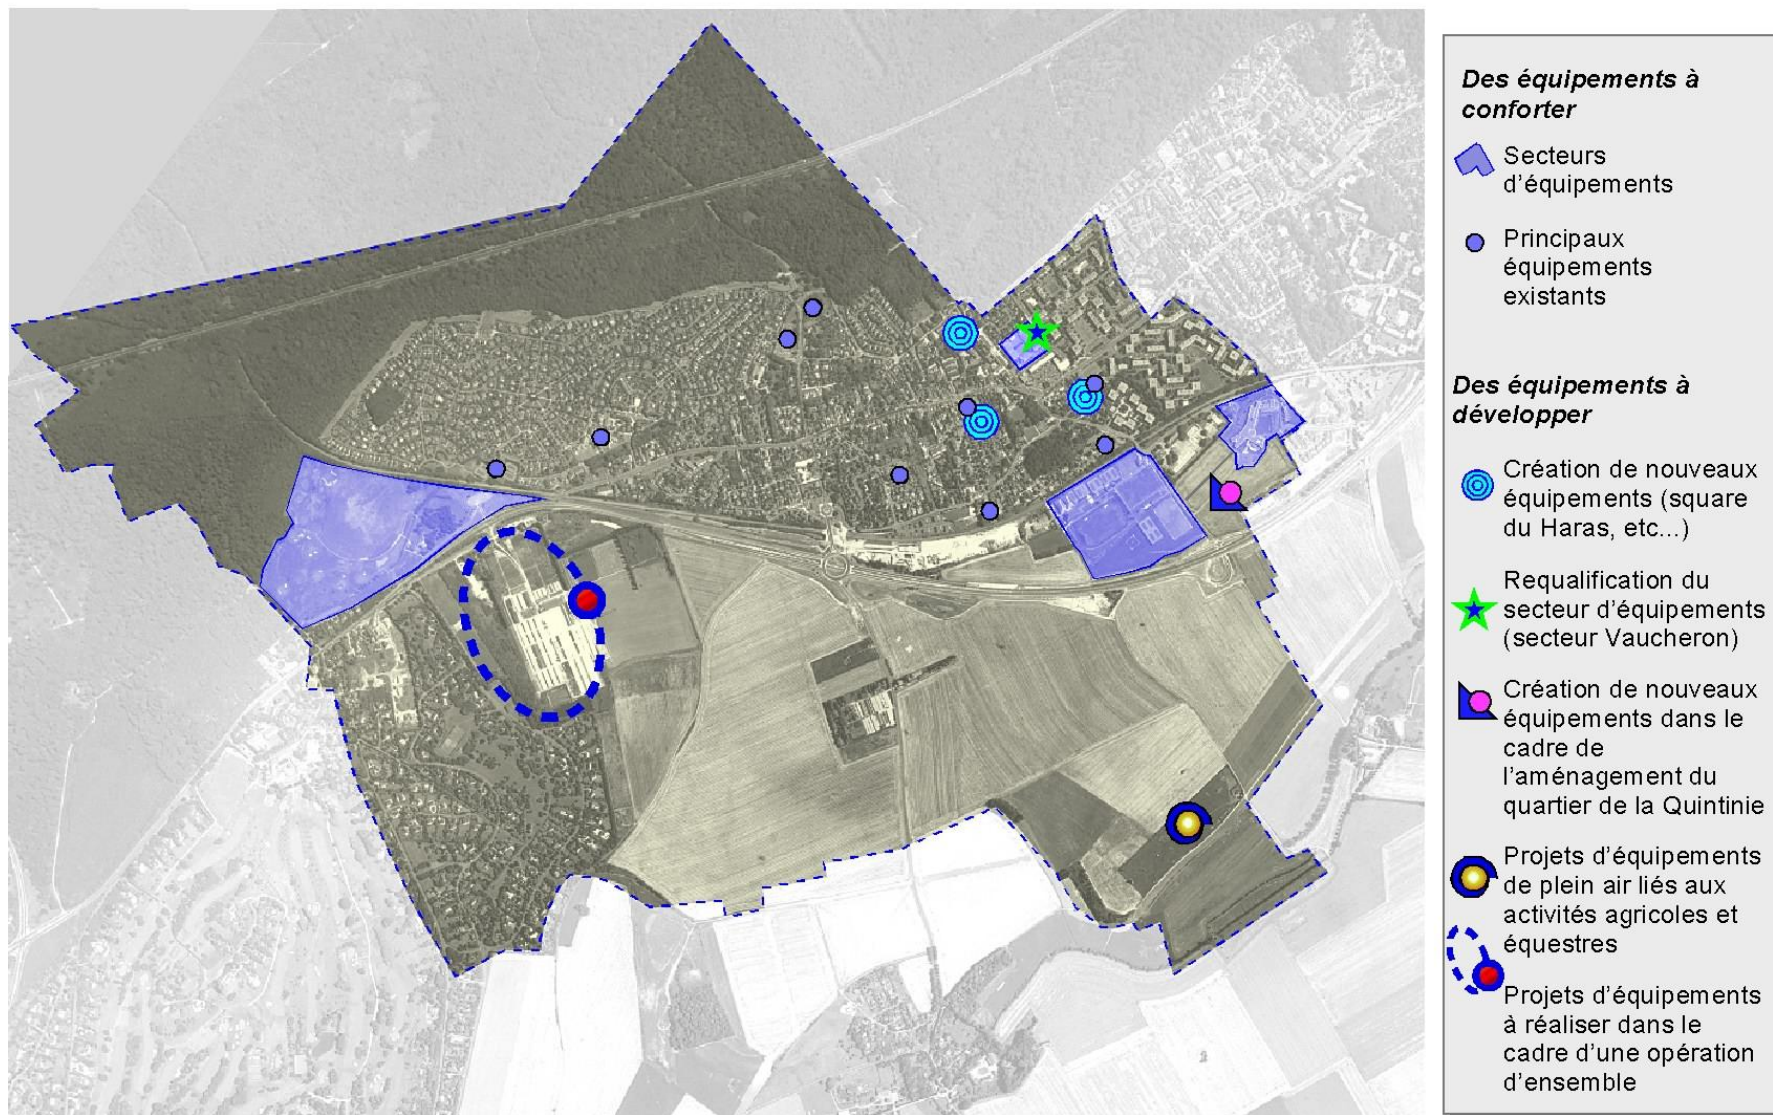 Des équipements à
conforter
Secteurs
d'équipements
Principaux
équipements
existants
Des équipements à
développer
Création de nouveaux
équipements (square
du Haras, etc...)
Requalification du
secteur d'équipements
(secteur Vaucheron)
Création de nouveaux
équipements dans le
cadre de
l'aménagement du
quartier de la Quintinie
Projets d'équipements
de plein air liés aux
activités agricoles et
équestres
Projets d'équipements
à réaliser dans le
cadre d'une opération
d'ensemble